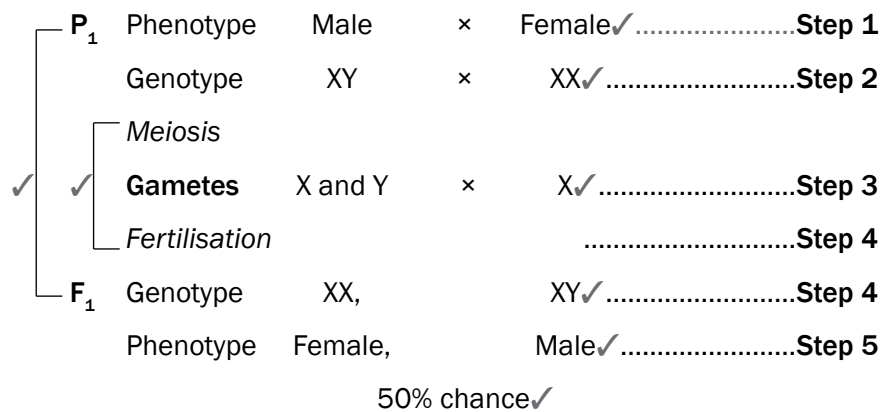 P₁ Phenotype Male × Female✓......................Step 1
Genotype XY × XX✓..........................Step 2
Meiosis
✓ ✓ Gametes X and Y × X✓...........................Step 3
Fertilisation .............................Step 4
F₁ Genotype XX, XY✓..........................Step 4
Phenotype Female, Male✓........................Step 5
50% chance✓